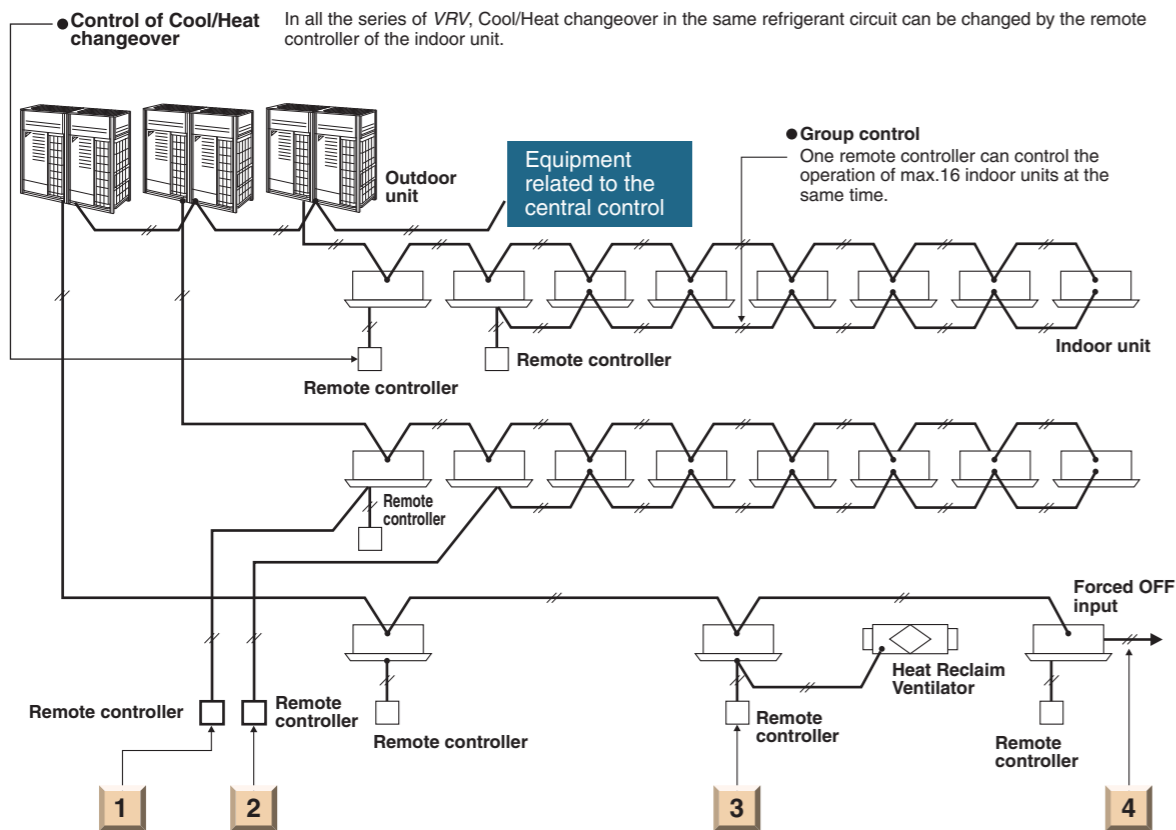 ● Control of Cool/Heat
changeover
In all the series of VRV, Cool/Heat changeover in the same refrigerant circuit can be changed by the remote
controller of the indoor unit.
Outdoor
unit
Equipment
related to the
central control
● Group control
One remote controller can control the
operation of max.16 indoor units at the
same time.
Indoor unit
Remote controller
Remote controller
Remote
controller
Forced OFF
input
Heat Reclaim
Ventilator
Remote controller
Remote
controller
Remote controller
Remote
controller
Remote
controller
1
2
3
4